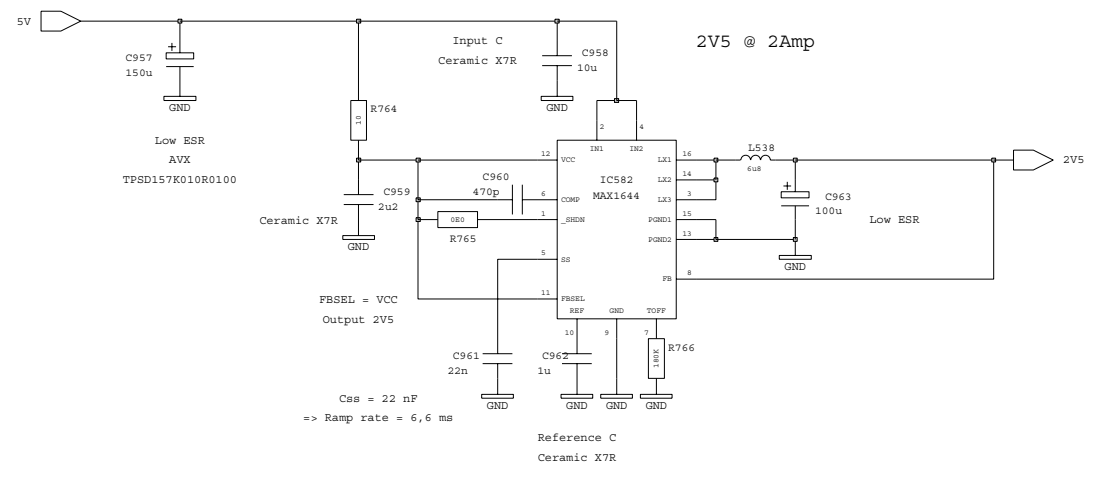 5V
2V5 @ 2Amp
C957
150u
GND
Low ESR
AVX
TPSD157K010R0100
Input C
Ceramic X7R
C958
10u
GND
R764
10
2
4
IN1
IN2
12
VCC
LX1
16
L538
6u8
2V5
IC582
MAX1644
LX2
14
C960
470p
6
COMP
LX3
3
C959
2u2
Ceramic X7R
GND
C963
100u
Low ESR
0E0
R765
1
_SHDN
PGND1
15
PGND2
13
GND
5
SS
FB
8
FBSEL = VCC
Output 2V5
11
FBSEL
REF
GND
TOFF
10
9
7
C961
22n
GND
C962
1u
GND
GND
R766
180K
GND
Css = 22 nF
=> Ramp rate = 6,6 ms
Reference C
Ceramic X7R